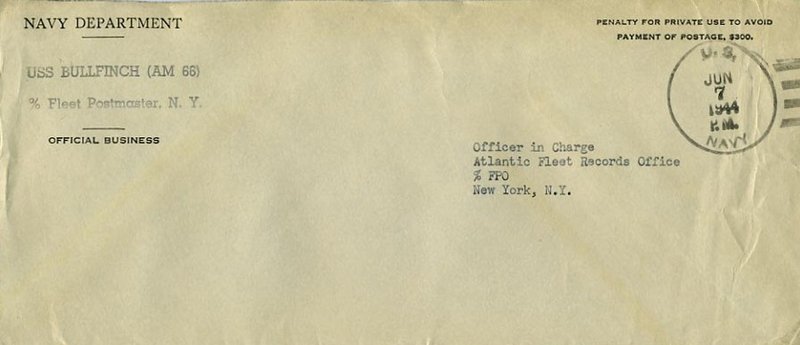 NAVY DEPARTMENT
USS BULLFINCH (AM 66)
% Fleet Postmaster, N. Y.
OFFICIAL BUSINESS
PENALTY FOR PRIVATE USE TO AVOID
PAYMENT OF POSTAGE, $300.
U. S.
JUN
7
1944
P.M.
NAVY
Officer in Charge
Atlantic Fleet Records Office
% FPO
New York, N.Y.